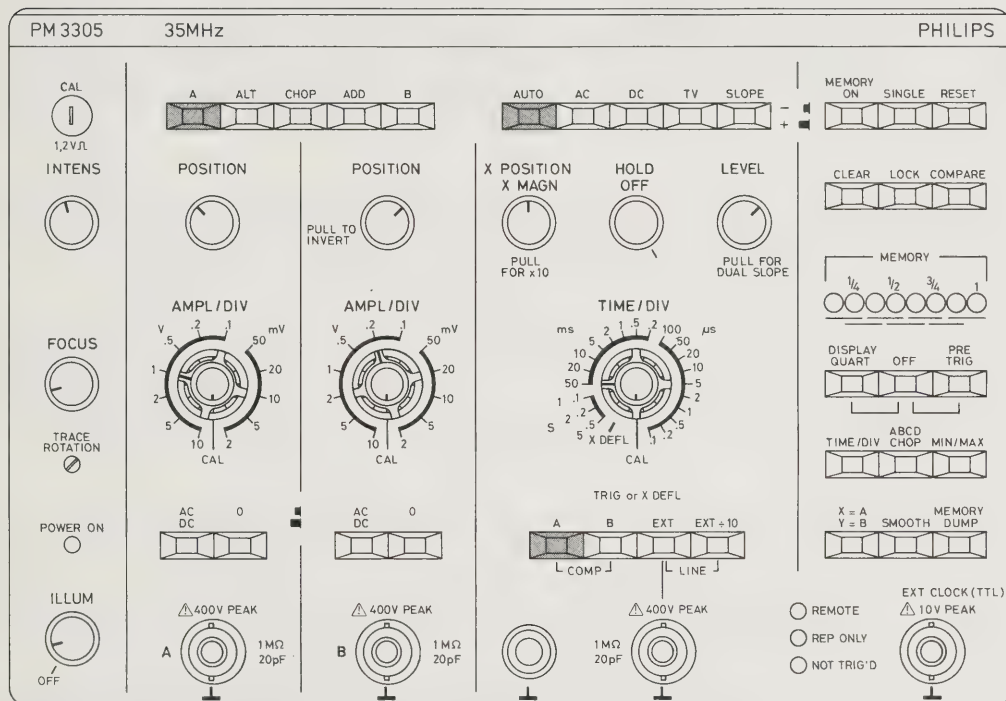 PM 3305 35MHz PHILIPS
CAL
1,2V⎍
INTENS
FOCUS
TRACE
ROTATION
POWER ON
ILLUM
OFF
A ALT CHOP ADD B
POSITION
POSITION
PULL TO
INVERT
AMPL/DIV
V .5 .2 .1 50 mV
1 20
2 10
5 10 2 5
CAL
AMPL/DIV
V .5 .2 .1 50 mV
1 20
2 10
5 10 2 5
CAL
AC
DC
0
AC
DC
0
⚠ 400V PEAK
A
1MΩ
20pF
⚠ 400V PEAK
B
1MΩ
20pF
AUTO AC DC TV SLOPE
−
+
X POSITION
X MAGN
PULL
FOR x10
HOLD
OFF
LEVEL
PULL FOR
DUAL SLOPE
TIME/DIV
ms 5 2 1 .5 .2 100 µs
10 50
20 20
10
50 5
.1 2
.2 1
.5
1
S 2
5
X DEFL .1 .2
CAL
TRIG or X DEFL
A B EXT EXT ÷ 10
COMP LINE
1MΩ
20pF
⚠ 400V PEAK
MEMORY
ON
SINGLE RESET
CLEAR LOCK COMPARE
MEMORY
1/4 1/2 3/4 1
DISPLAY
QUART
OFF
PRE
TRIG
TIME/DIV
ABCD
CHOP
MIN/MAX
X = A
Y = B
SMOOTH
MEMORY
DUMP
EXT CLOCK (TTL)
⚠ 10V PEAK
REMOTE
REP ONLY
NOT TRIG'D